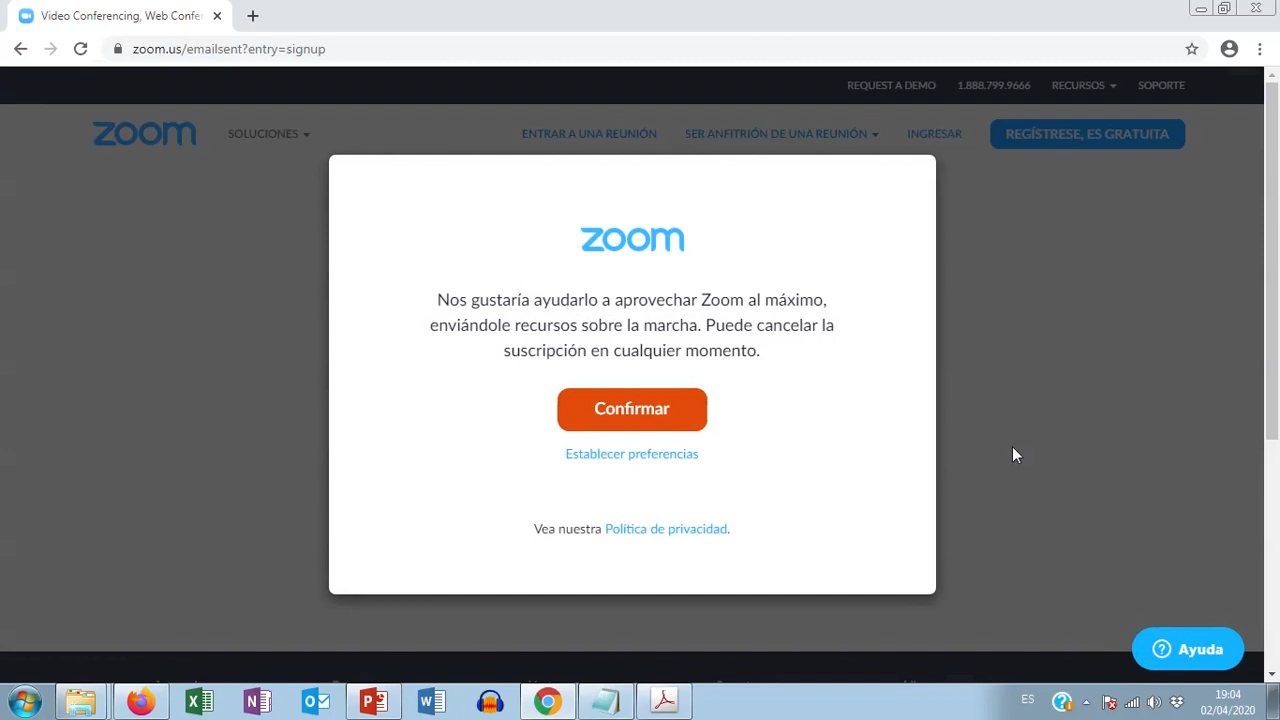 Video Conferencing, Web Confe
zoom.us/emailsent?entry=signup
REQUEST A DEMO 1.888.799.9666 RECURSOS SOPORTE
zoom SOLUCIONES ENTRAR A UNA REUNIÓN SER ANFITRIÓN DE UNA REUNIÓN INGRESAR REGÍSTRESE, ES GRATUITA
zoom
Nos gustaría ayudarlo a aprovechar Zoom al máximo,
enviándole recursos sobre la marcha. Puede cancelar la
suscripción en cualquier momento.
Confirmar
Establecer preferencias
Vea nuestra Política de privacidad.
Ayuda
ES
19:04
02/04/2020